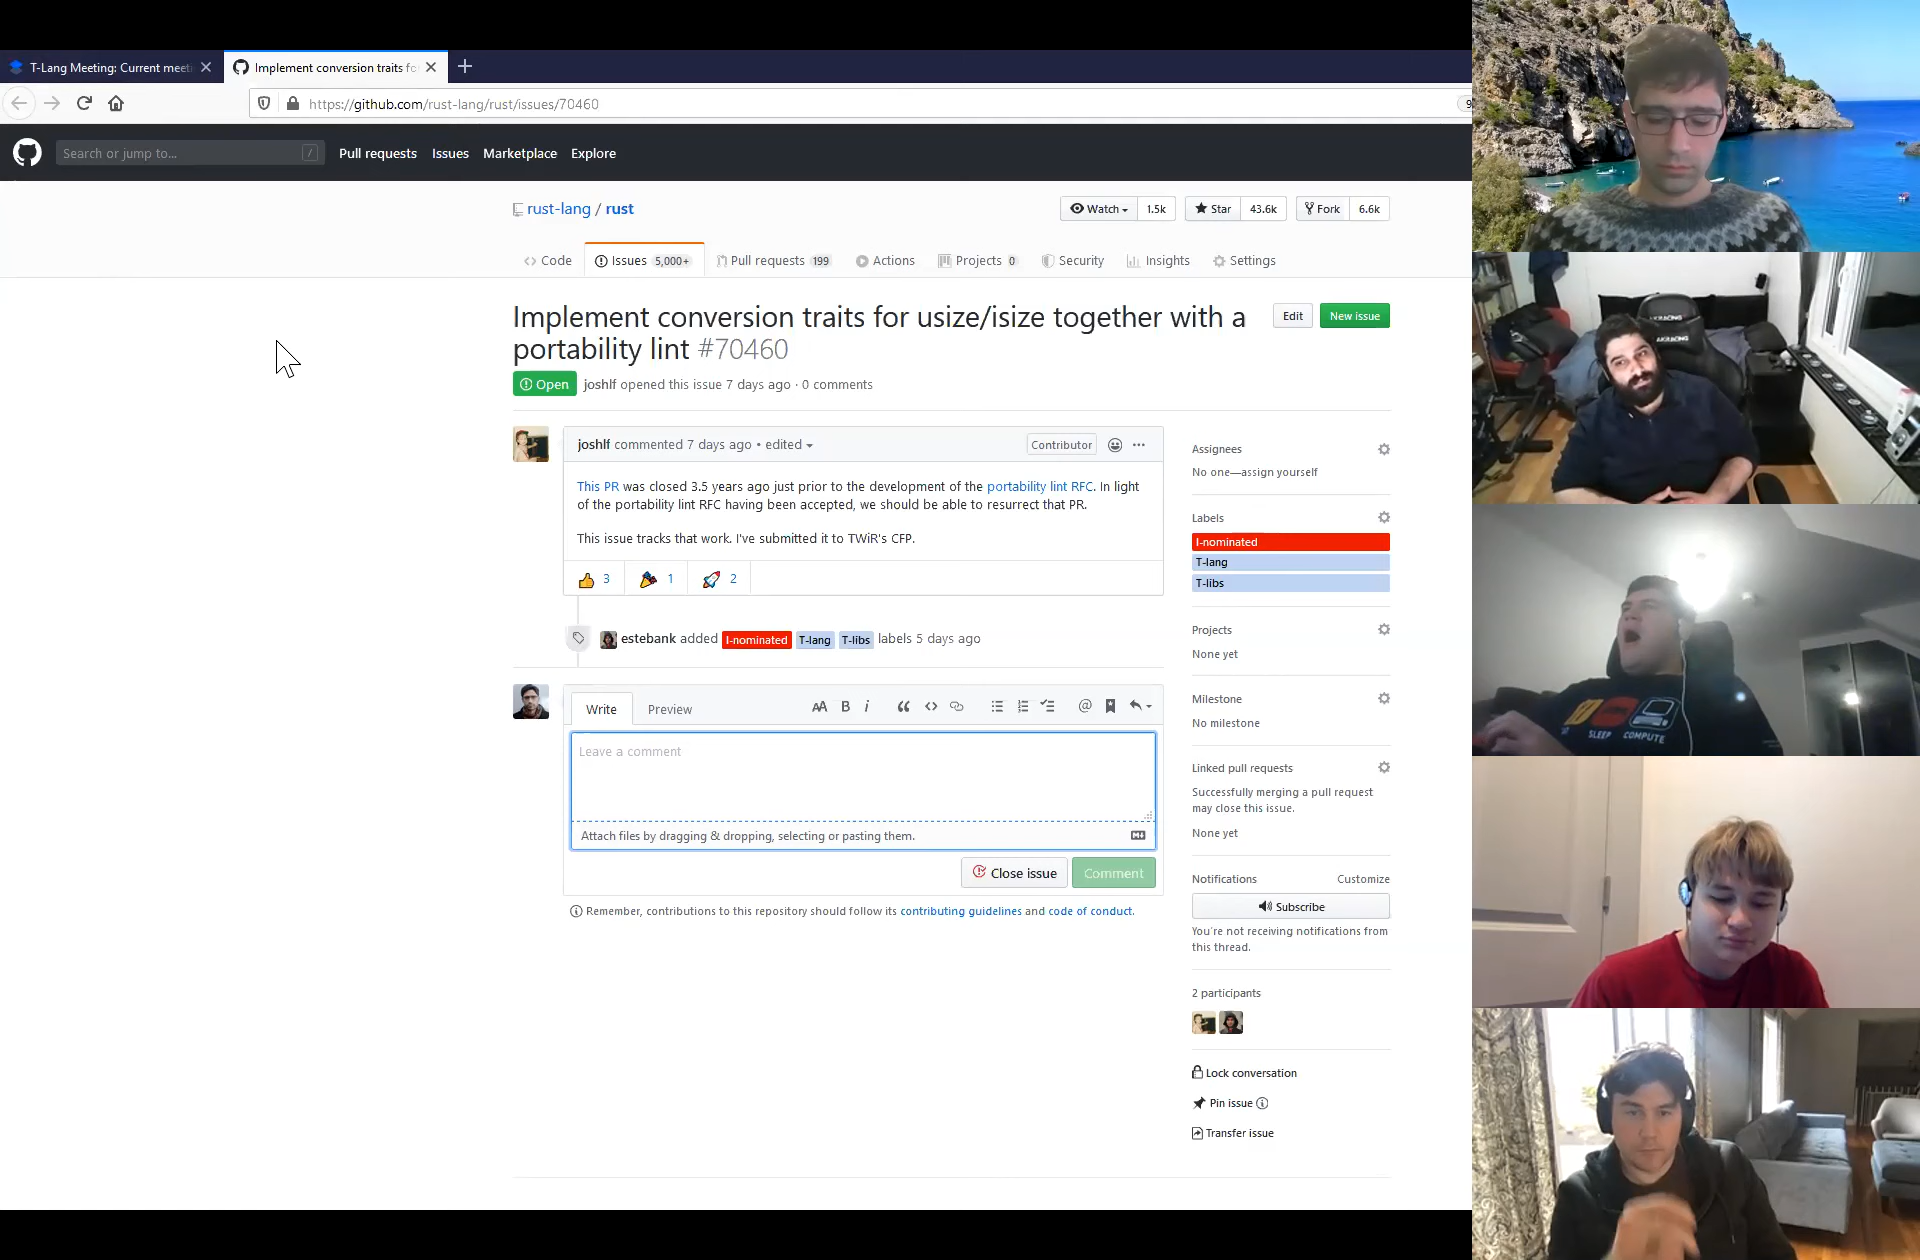 T-Lang Meeting: Current meeti
Implement conversion traits fo
https://github.com/rust-lang/rust/issues/70460
9
Search or jump to...
/
Pull requests Issues Marketplace Explore
rust-lang / rust
Watch 1.5k Star 43.6k Fork 6.6k
Code Issues 5,000+ Pull requests 199 Actions Projects 0 Security Insights Settings
Implement conversion traits for usize/isize together with a
portability lint #70460
Edit New issue
Open joshlf opened this issue 7 days ago · 0 comments
joshlf commented 7 days ago • edited
Contributor
This PR was closed 3.5 years ago just prior to the development of the portability lint RFC. In light
of the portability lint RFC having been accepted, we should be able to resurrect that PR.
This issue tracks that work. I've submitted it to TWiR's CFP.
3 1 2
estebank added I-nominated T-lang T-libs labels 5 days ago
Write Preview
AA B i
Leave a comment
Attach files by dragging & dropping, selecting or pasting them.
Close issue Comment
Remember, contributions to this repository should follow its contributing guidelines and code of conduct.
Assignees
No one—assign yourself
Labels
I-nominated
T-lang
T-libs
Projects
None yet
Milestone
No milestone
Linked pull requests
Successfully merging a pull request
may close this issue.
None yet
Notifications Customize
Subscribe
You're not receiving notifications from
this thread.
2 participants
Lock conversation
Pin issue
Transfer issue
AKRACING
SLEEP COMPUTE